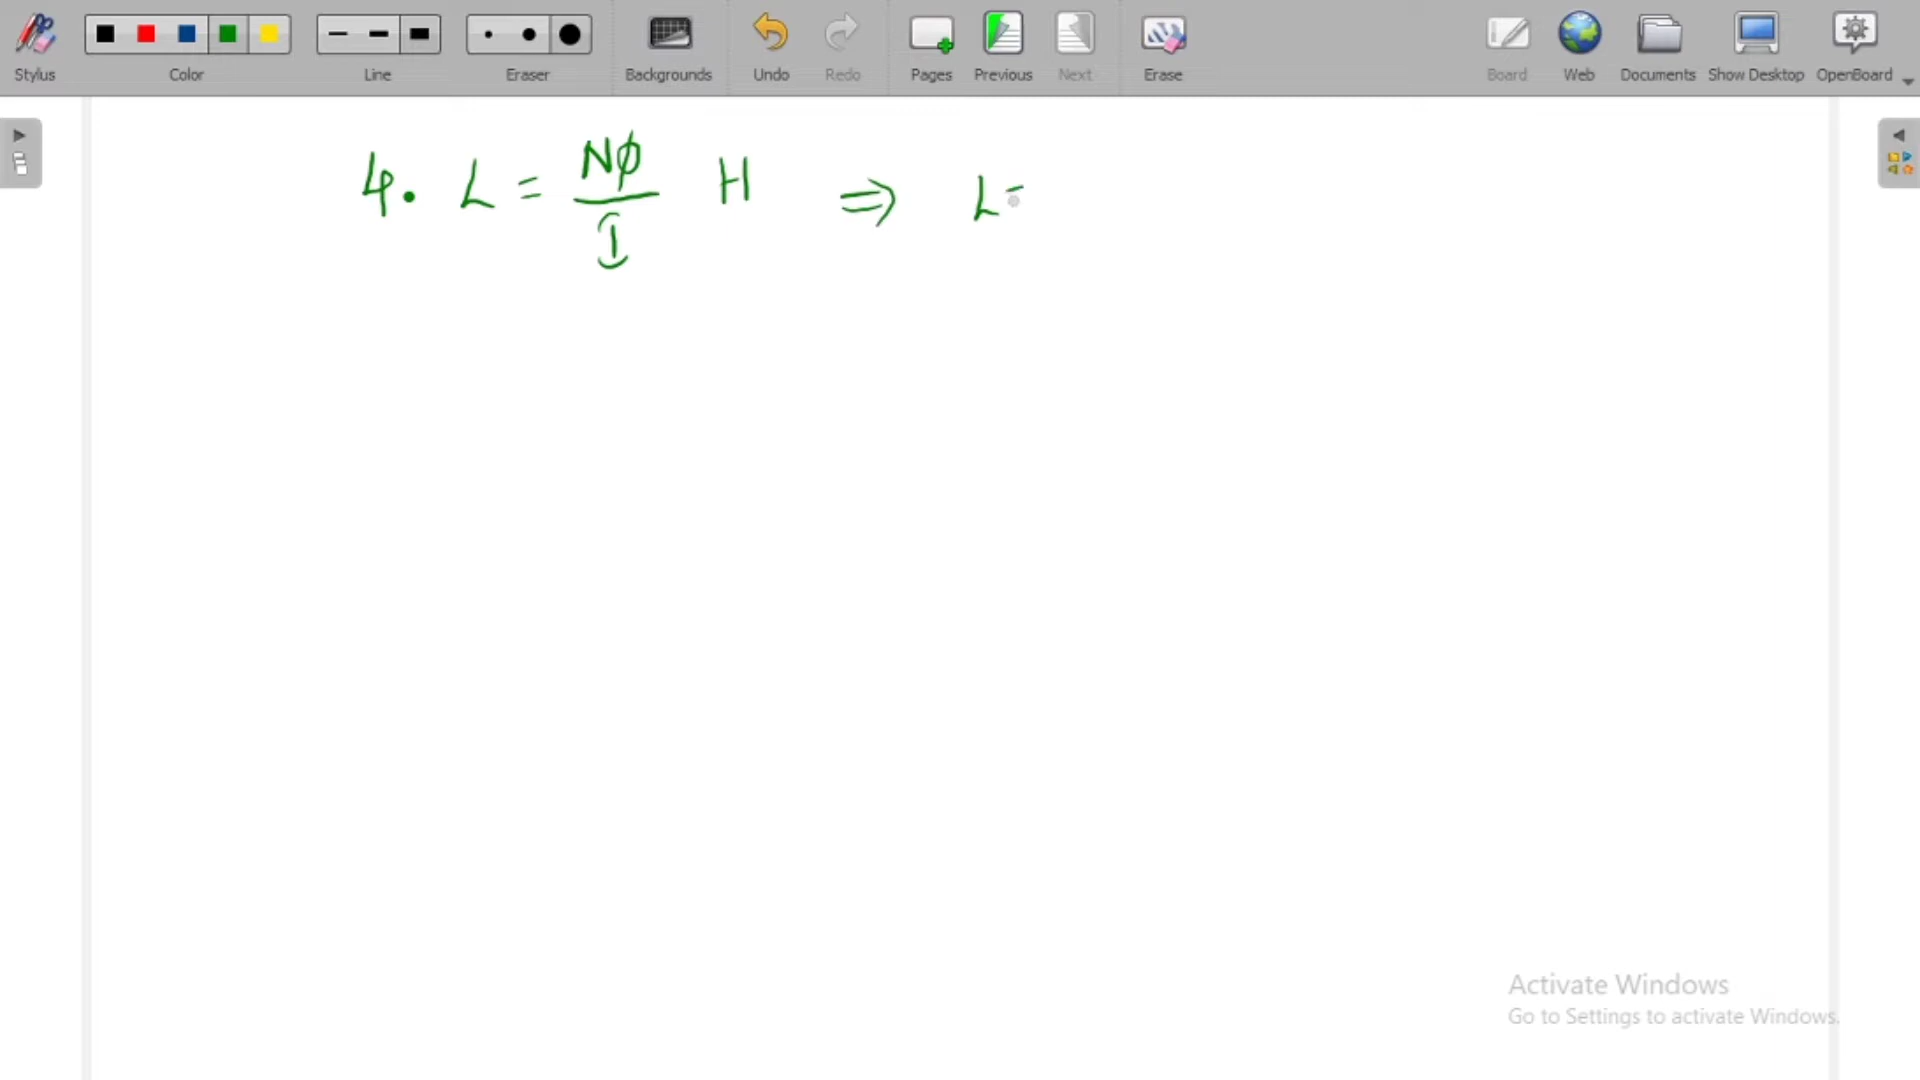 Stylus Color Line Eraser Backgrounds Undo Redo Pages Previous Next Erase Board Web Documents Show Desktop OpenBoard
4. L = NΦ/I H ⇒ L =
Activate Windows
Go to Settings to activate Windows.